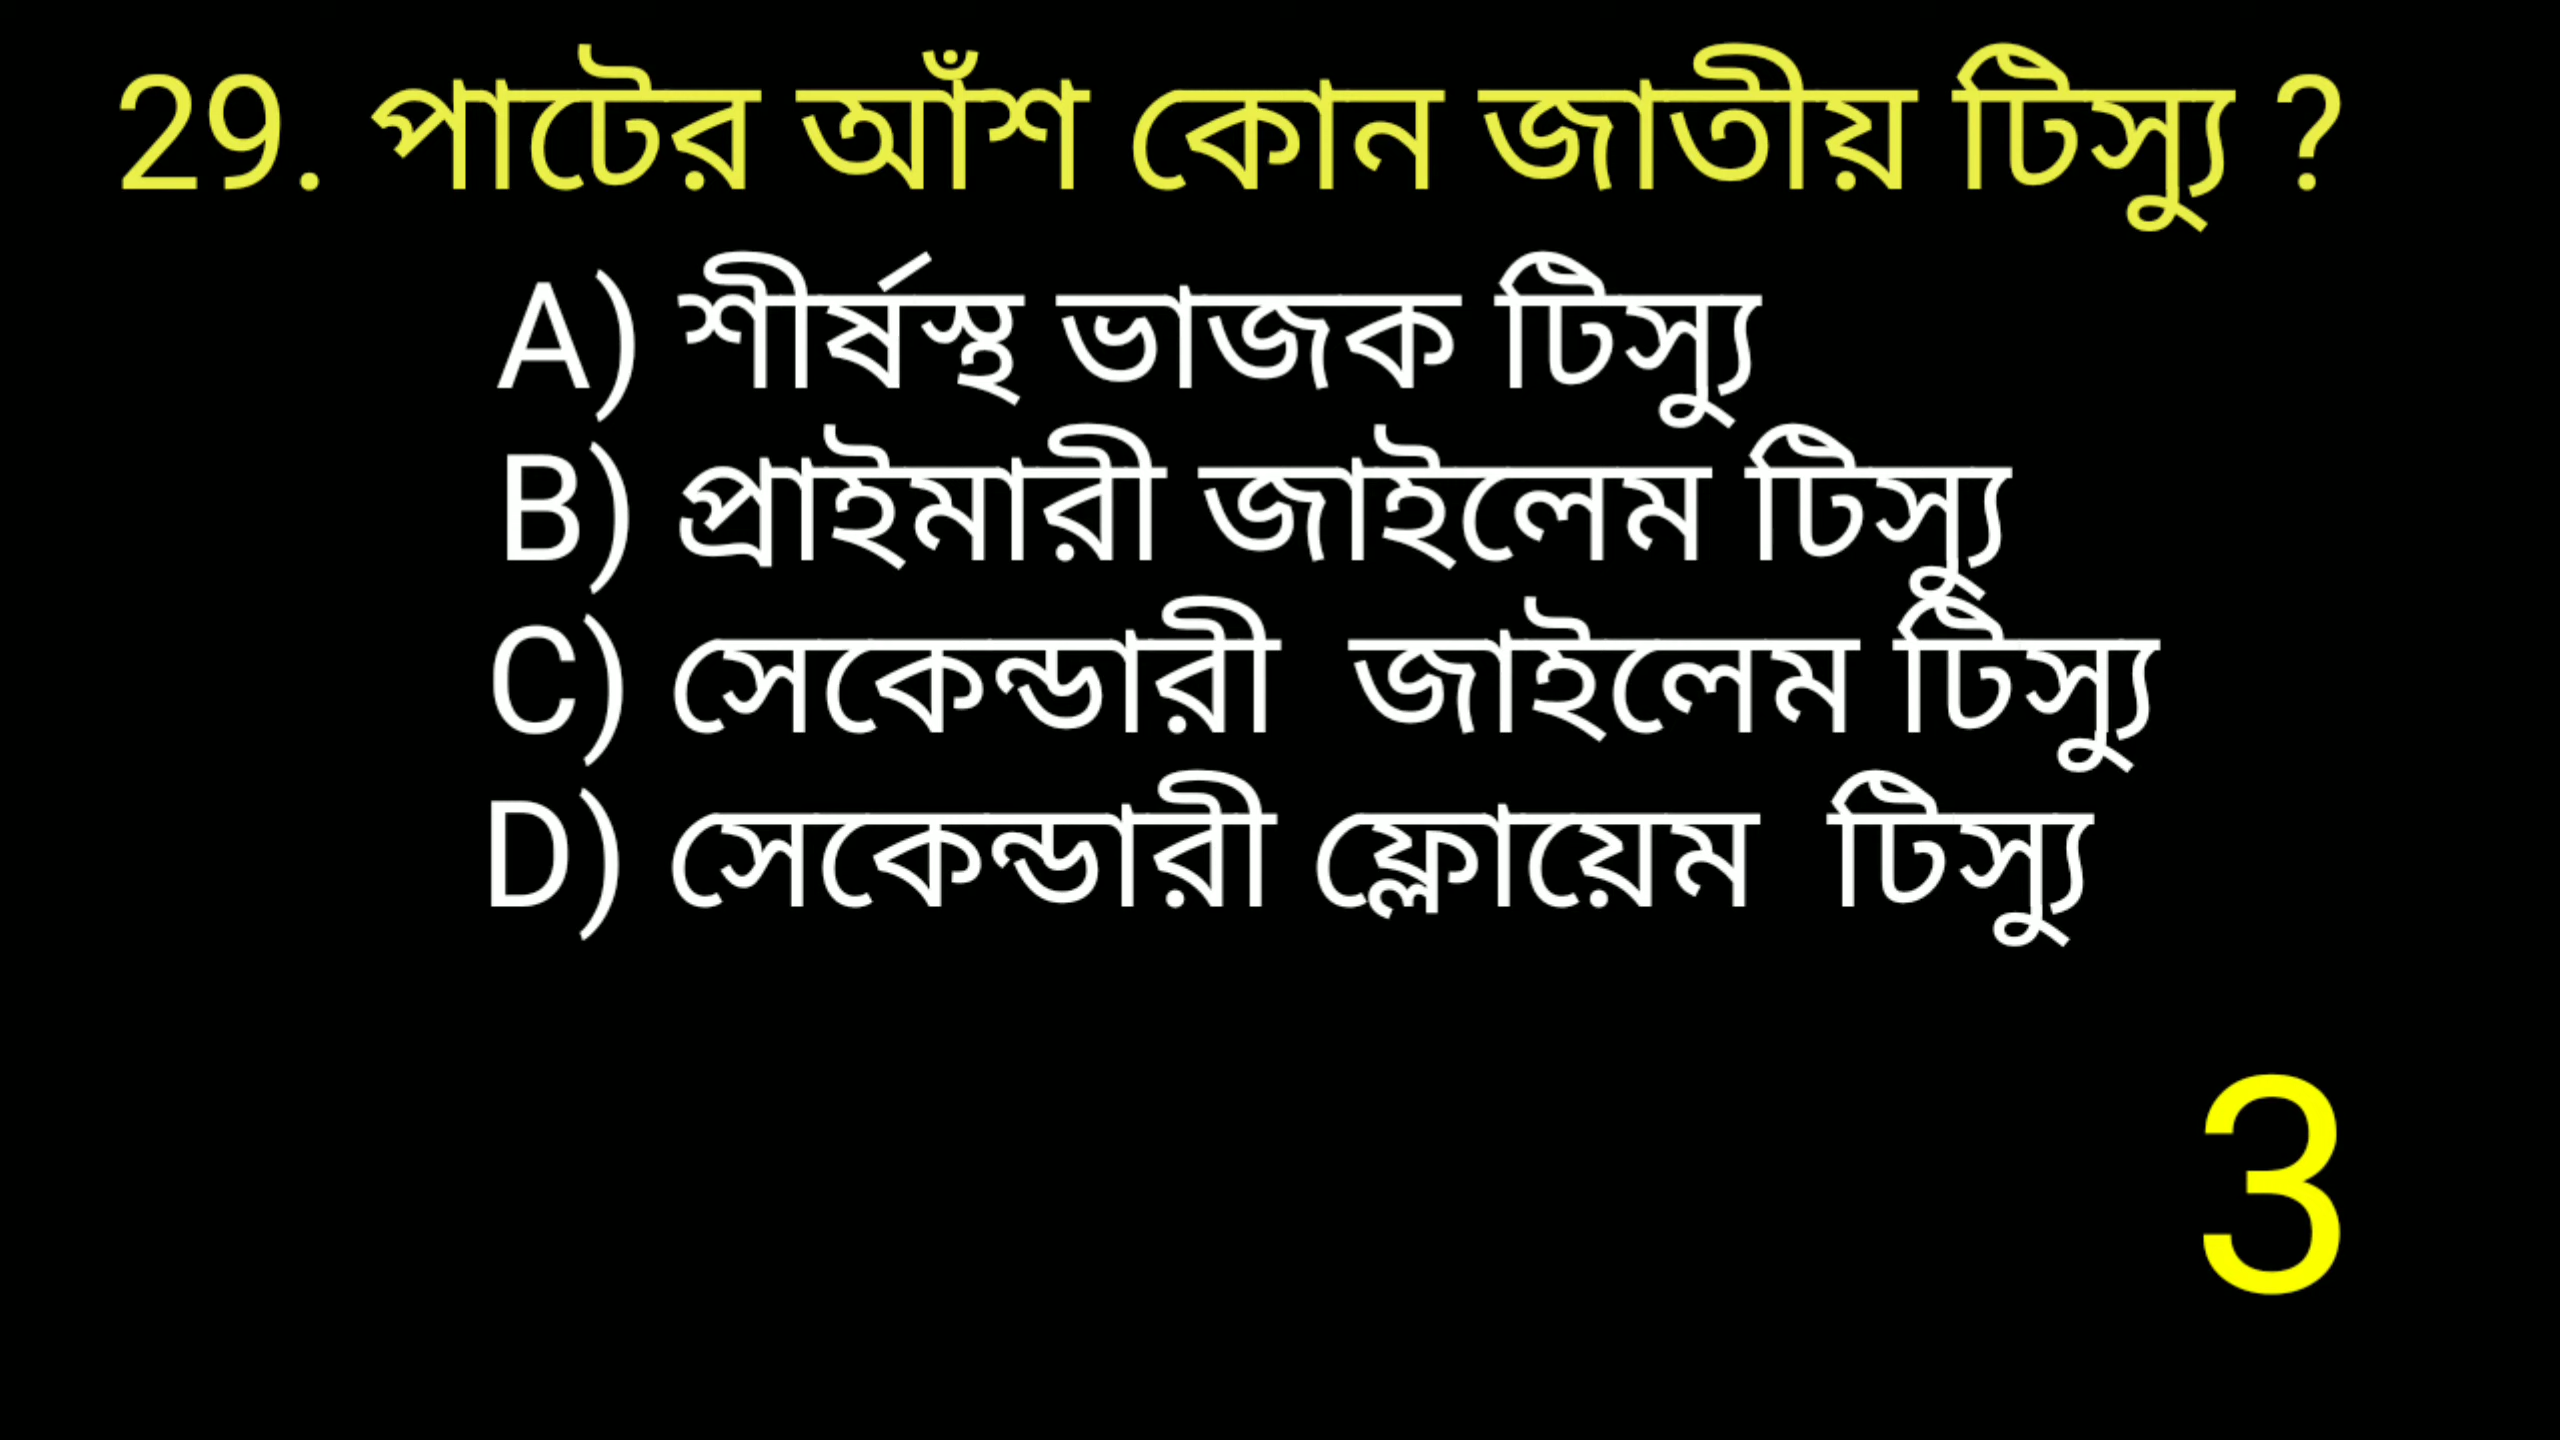 29. পাটের আঁশ কোন জাতীয় টিস্যু ?
A) শীর্ষস্থ ভাজক টিস্যু
B) প্রাইমারী জাইলেম টিস্যু
C) সেকেন্ডারী জাইলেম টিস্যু
D) সেকেন্ডারী ফ্লোয়েম টিস্যু
3